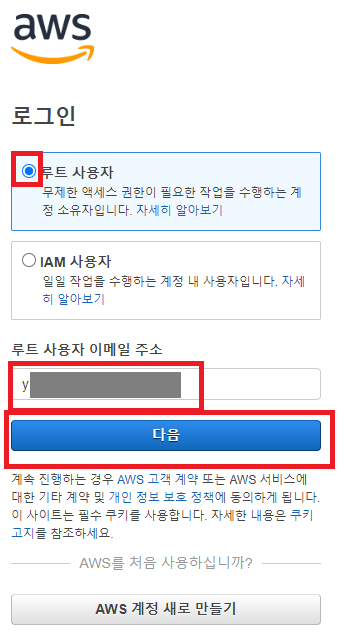 aws
로그인
루트 사용자
무제한 액세스 권한이 필요한 작업을 수행하는 계
정 소유자입니다. 자세히 알아보기
IAM 사용자
일일 작업을 수행하는 계정 내 사용자입니다. 자세
히 알아보기
루트 사용자 이메일 주소
y
다음
계속 진행하는 경우 AWS 고객 계약 또는 AWS 서비스에
대한 기타 계약 및 개인 정보 보호 정책에 동의하게 됩니다.
이 사이트는 필수 쿠키를 사용합니다. 자세한 내용은 쿠키
고지를 참조하세요.
AWS를 처음 사용하십니까?
AWS 계정 새로 만들기